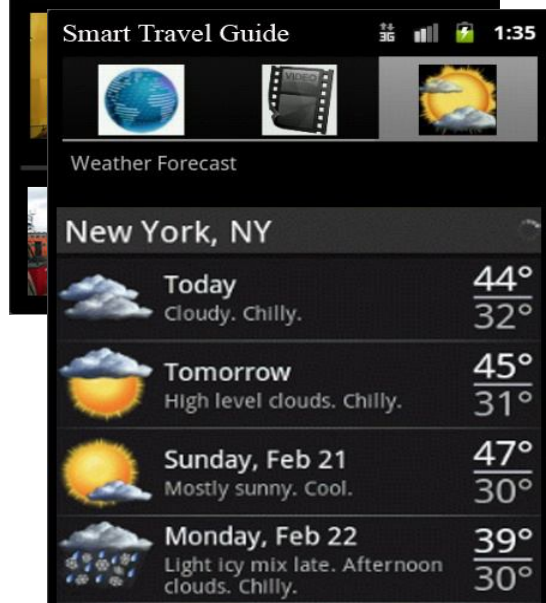 Smart Travel Guide 3G 1:35
VIDEO
Weather Forecast
New York, NY
Today 44°
Cloudy. Chilly. 32°
Tomorrow 45°
High level clouds. Chilly. 31°
Sunday, Feb 21 47°
Mostly sunny. Cool. 30°
Monday, Feb 22 39°
Light icy mix late. Afternoon 30°
clouds. Chilly.